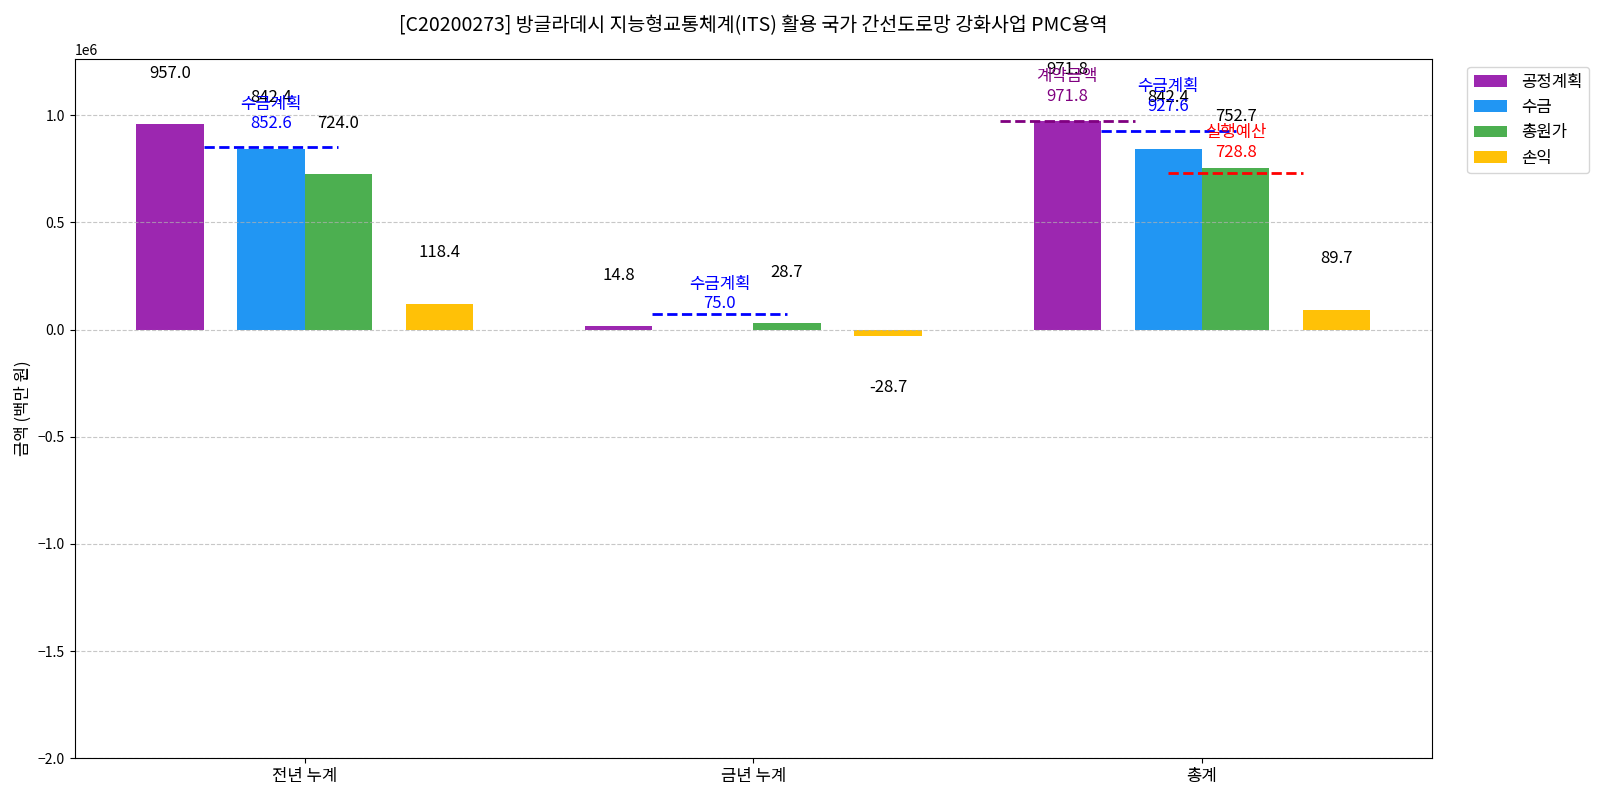 [C20200273] 방글라데시 지능형교통체계(ITS) 활용 국가 간선도로망 강화사업 PMC용역
1e6
957.0
842.4
수금계획
852.6
724.0
118.4
14.8
수금계획
75.0
28.7
-28.7
971.8
계약금액
971.8
수금계획
842.4
927.6
752.7
실행예산
728.8
89.7
공정계획
수금
총원가
손익
1.0
0.5
0.0
−0.5
−1.0
−1.5
−2.0
금액 (백만 원)
전년 누계
금년 누계
총계